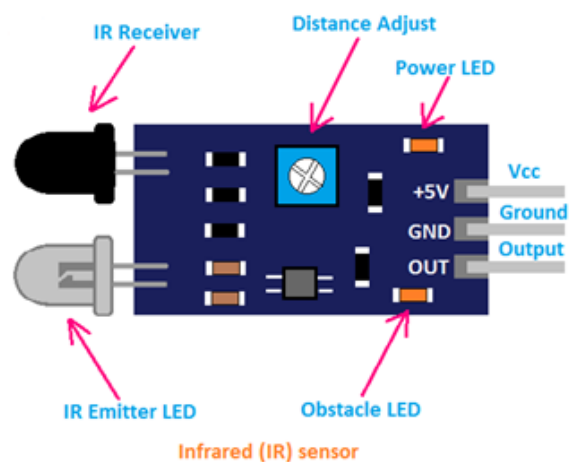 Distance Adjust
IR Receiver
Power LED
Vcc
+5V
Ground
GND
Output
OUT
IR Emitter LED
Obstacle LED
Infrared (IR) sensor